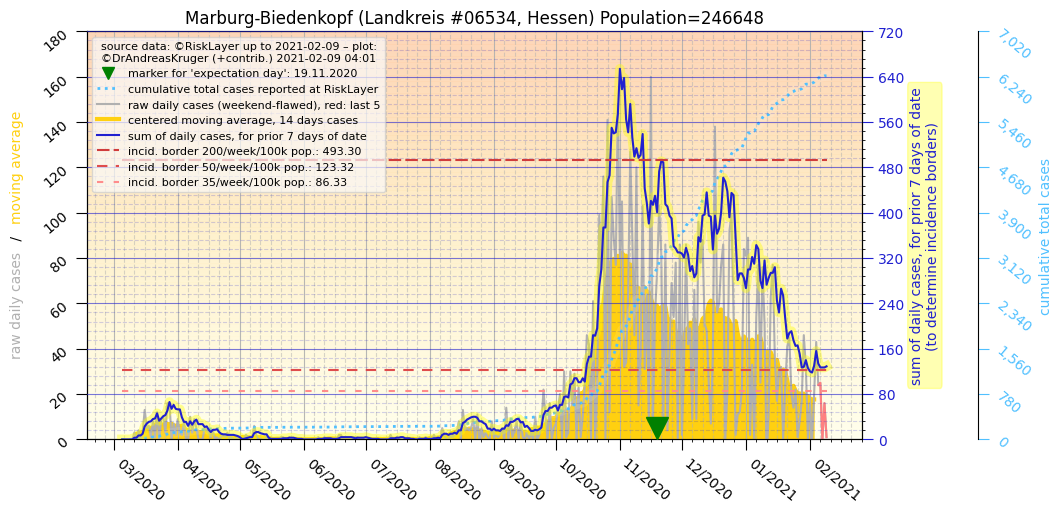 Marburg-Biedenkopf (Landkreis #06534, Hessen) Population=246648
source data: ©RiskLayer up to 2021-02-09 – plot:
©DrAndreasKruger (+contrib.) 2021-02-09 04:01
marker for 'expectation day': 19.11.2020
cumulative total cases reported at RiskLayer
raw daily cases (weekend-flawed), red: last 5
centered moving average, 14 days cases
sum of daily cases, for prior 7 days of date
incid. border 200/week/100k pop.: 493.30
incid. border 50/week/100k pop.: 123.32
incid. border 35/week/100k pop.: 86.33
raw daily cases / moving average
180
160
140
120
100
80
60
40
20
0
03/2020
04/2020
05/2020
06/2020
07/2020
08/2020
09/2020
10/2020
11/2020
12/2020
01/2021
02/2021
720
640
560
480
400
320
240
160
80
0
sum of daily cases, for prior 7 days of date
(to determine incidence borders)
7,020
6,240
5,460
4,680
3,900
3,120
2,340
1,560
780
0
cumulative total cases